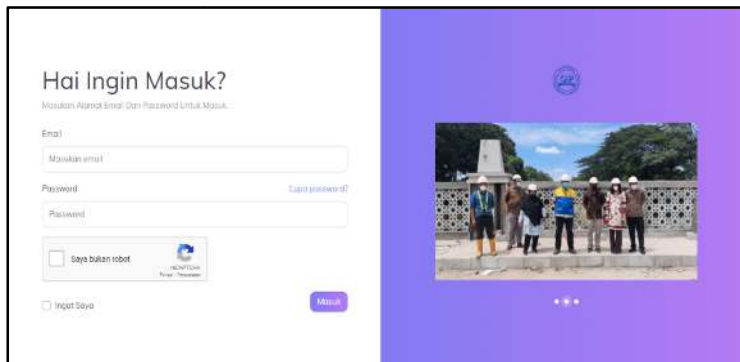 Hai Ingin Masuk?
Masukan Alamat Email Dan Password Untuk Masuk.
Email
Masukan email
Password
Lupa password?
Password
Saya bukan robot
reCAPTCHA
Ingat Saya
Masuk